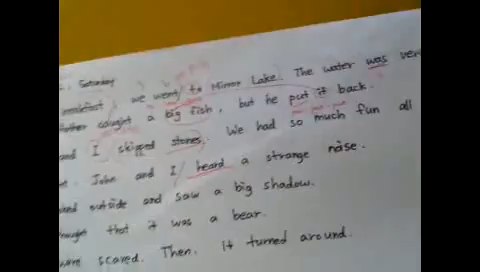 Saturday
breakfast, we went to Mirror Lake. The water was very
caught a big fish, but he put it back.
and I skipped stones. We had so much fun all
John and I heard a strange noise.
outside and saw a big shadow.
that it was a bear.
were scared. Then. It turned around.